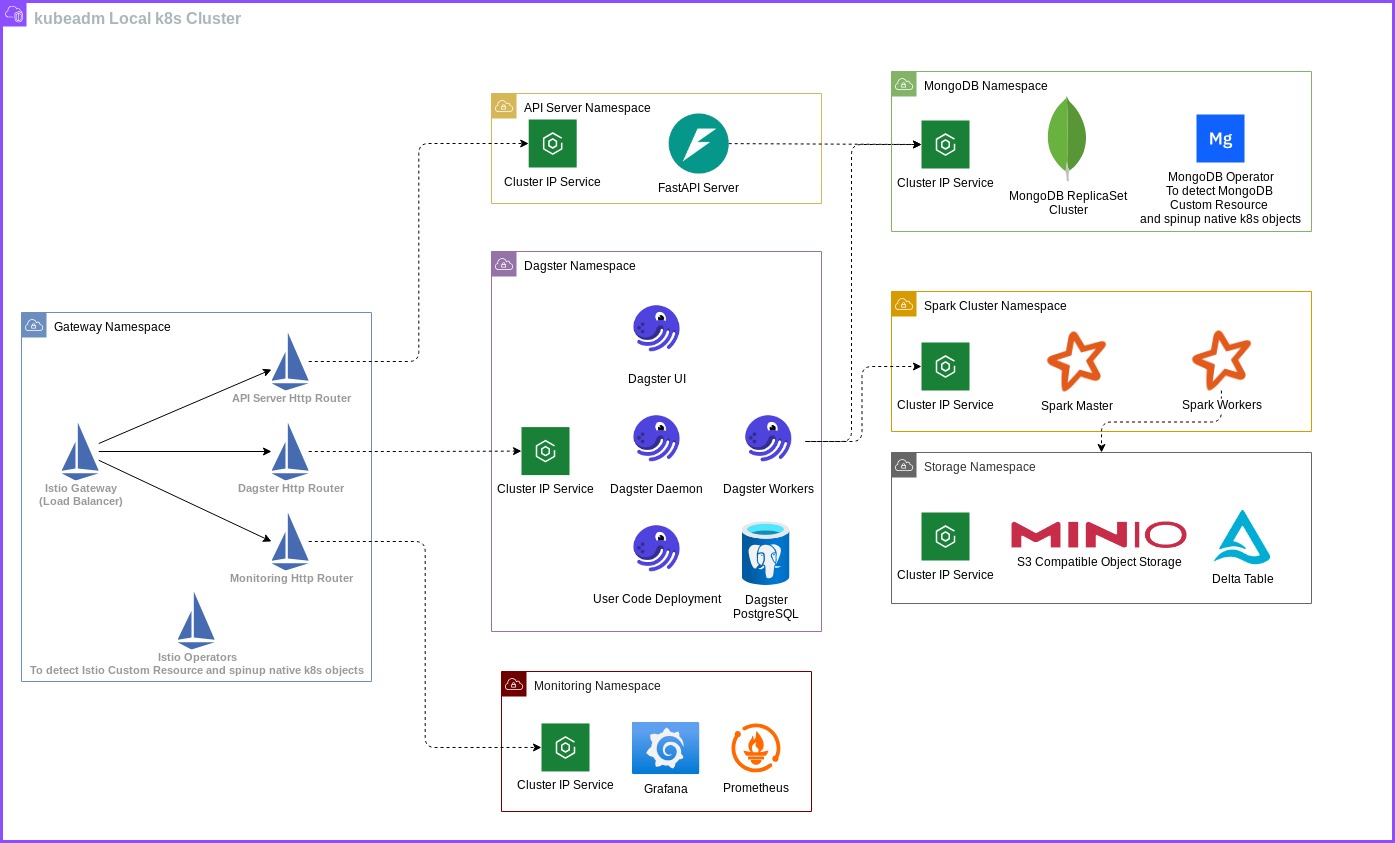 kubeadm Local k8s Cluster
API Server Namespace
Cluster IP Service
FastAPI Server
MongoDB Namespace
Cluster IP Service
MongoDB ReplicaSet
Cluster
Mg
MongoDB Operator
To detect MongoDB
Custom Resource
and spinup native k8s objects
Gateway Namespace
API Server Http Router
Istio Gateway
(Load Balancer)
Dagster Http Router
Monitoring Http Router
Istio Operators
To detect Istio Custom Resource and spinup native k8s objects
Dagster Namespace
Dagster UI
Cluster IP Service
Dagster Daemon
Dagster Workers
User Code Deployment
Dagster
PostgreSQL
Spark Cluster Namespace
Cluster IP Service
Spark Master
Spark Workers
Storage Namespace
Cluster IP Service
MINIO
S3 Compatible Object Storage
Delta Table
Monitoring Namespace
Cluster IP Service
Grafana
Prometheus